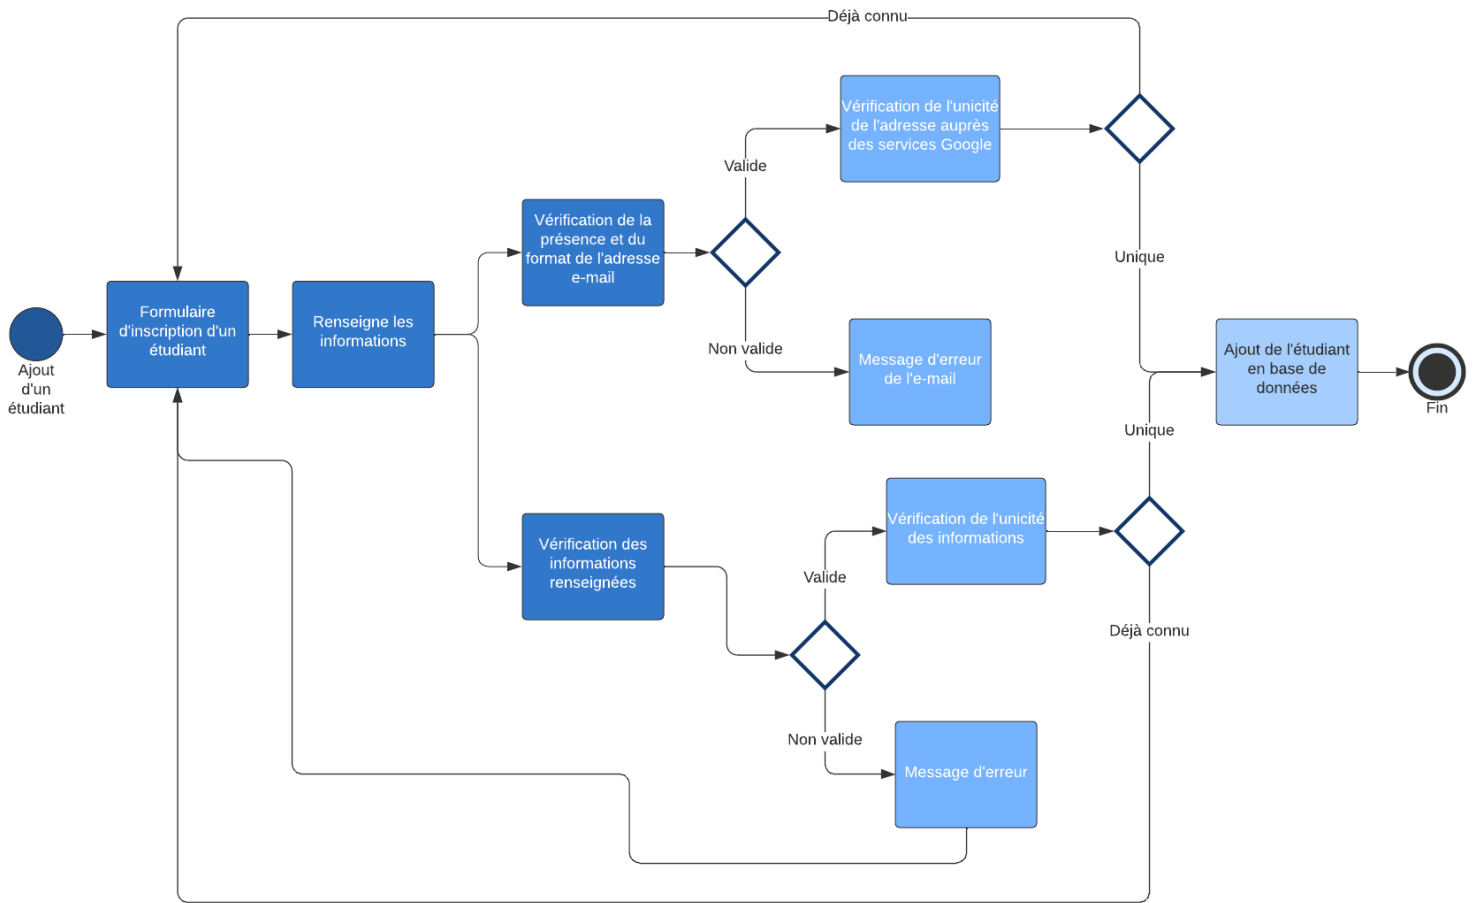 Déjà connu
Vérification de l'unicité
de l'adresse auprès
des services Google
Valide
Vérification de la
présence et du
format de l'adresse
e-mail
Unique
Formulaire
d'inscription d'un
étudiant
Renseigne les
informations
Ajout
d'un
étudiant
Non valide
Message d'erreur
de l'e-mail
Ajout de l'étudiant
en base de
données
Fin
Unique
Vérification de l'unicité
des informations
Vérification des
informations
renseignées
Valide
Déjà connu
Non valide
Message d'erreur